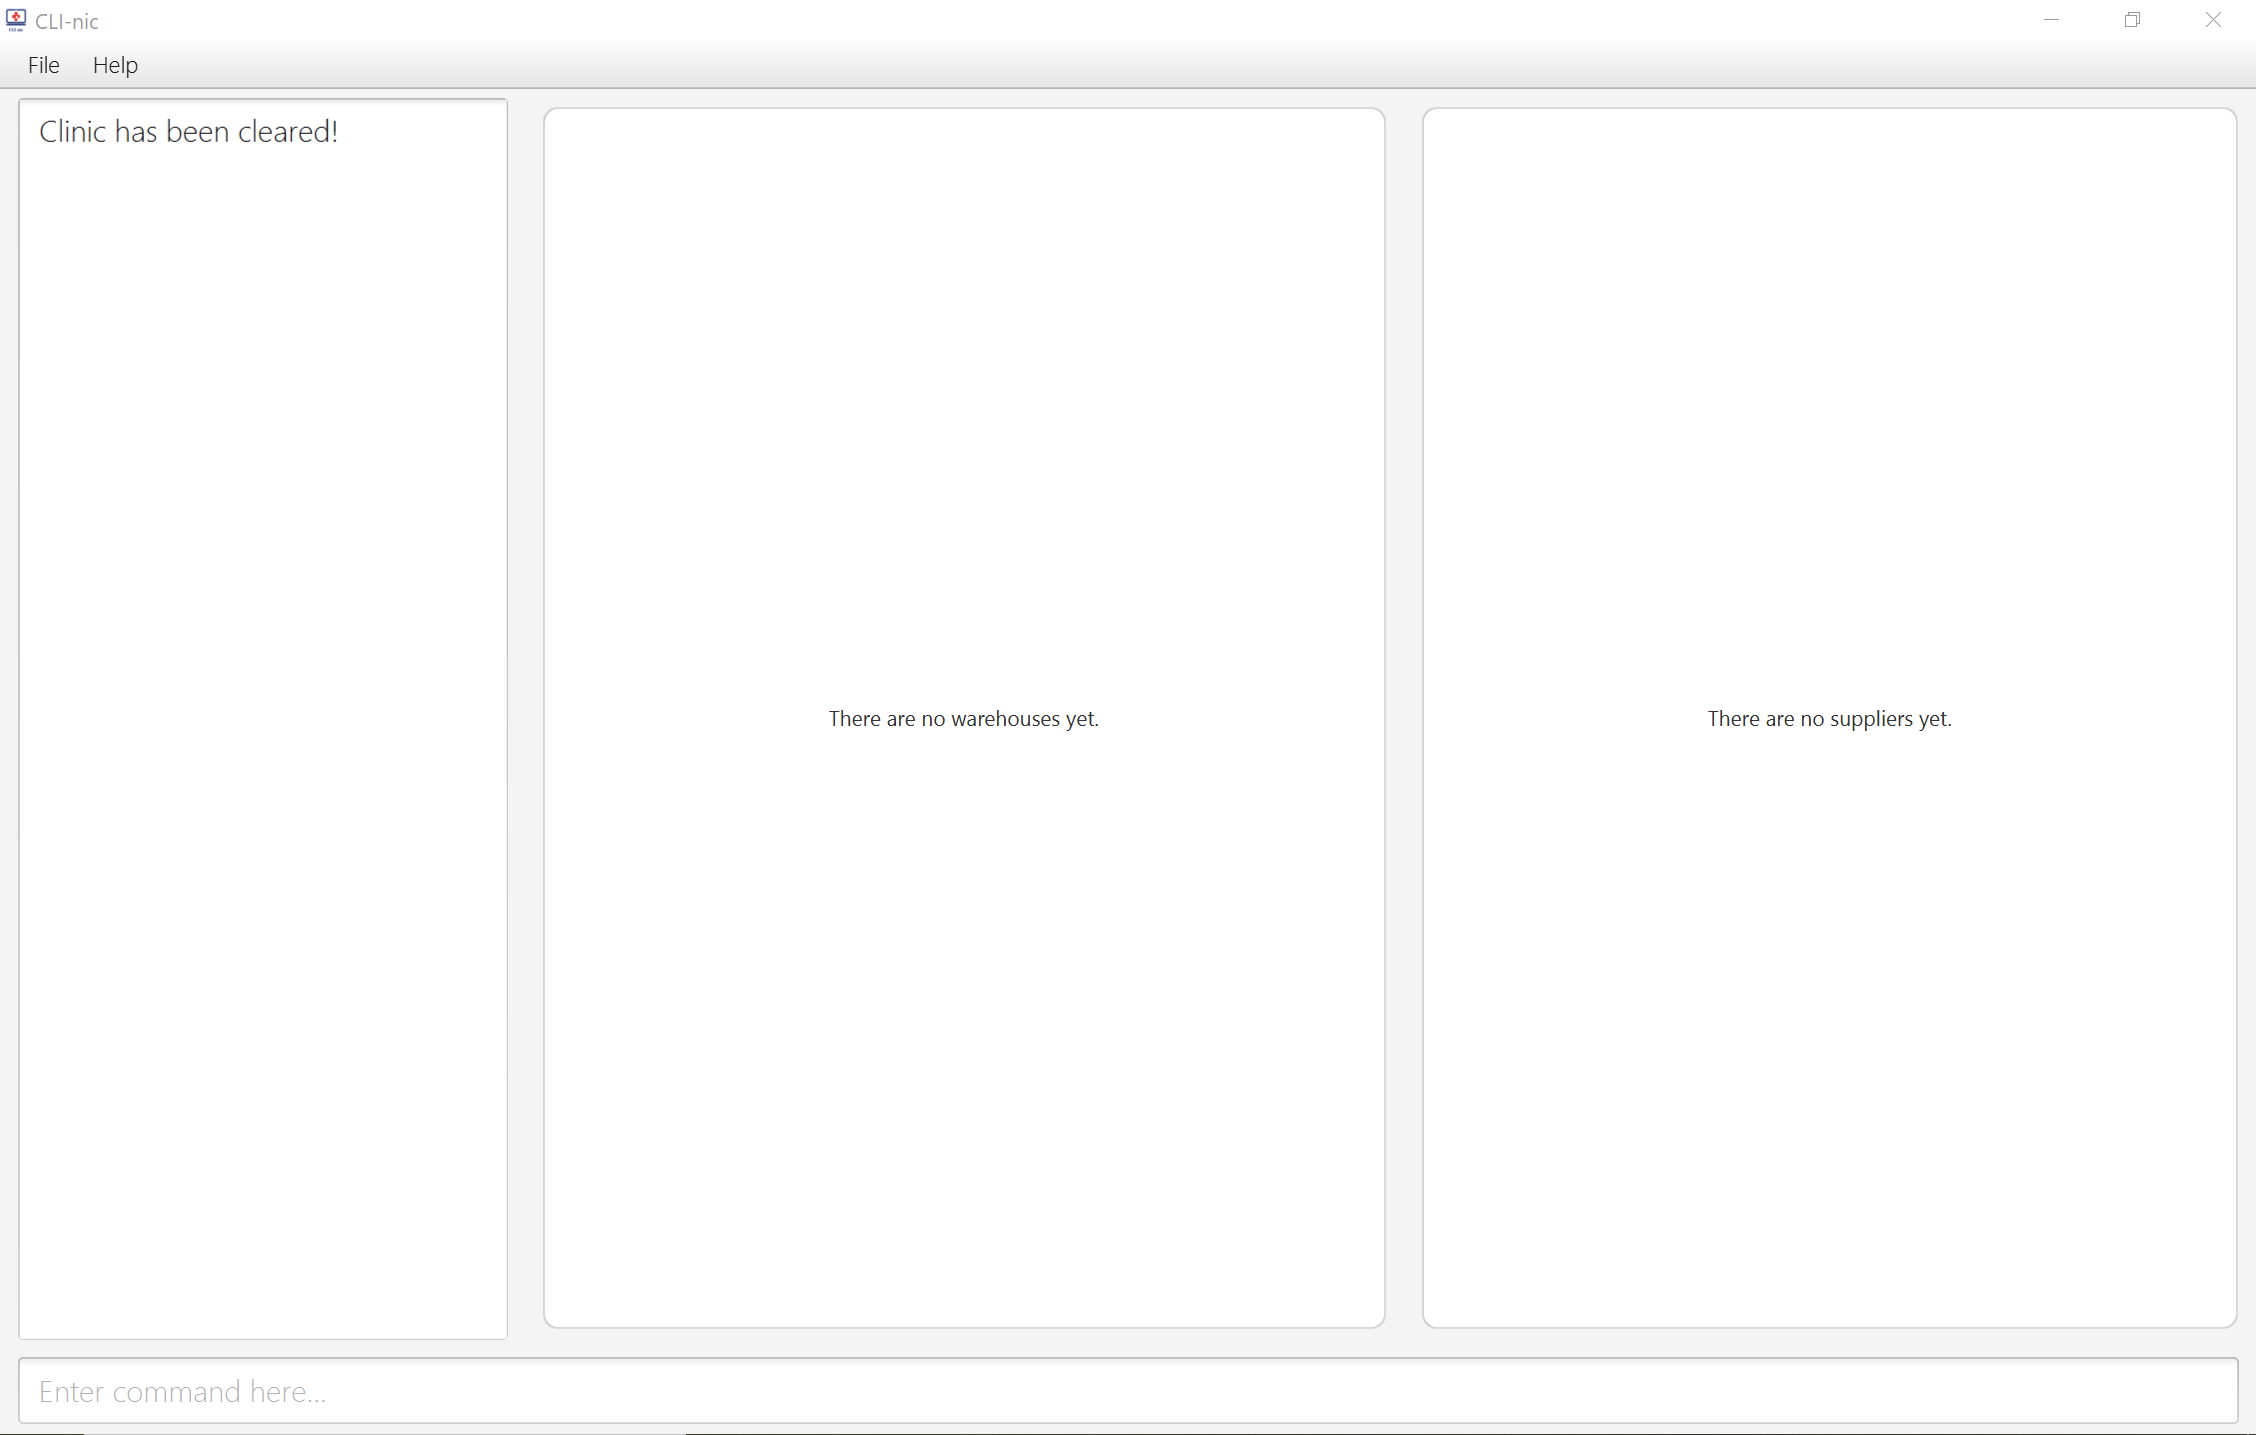 CLI-nic
File Help
Clinic has been cleared!
There are no warehouses yet.
There are no suppliers yet.
Enter command here...